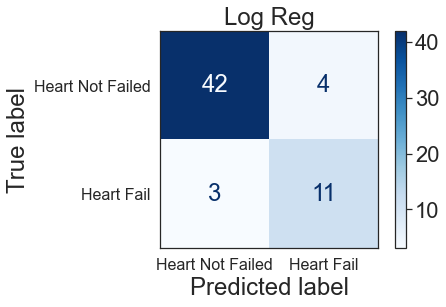 Log Reg
True label
Heart Not Failed
42
4
Heart Fail
3
11
Heart Not Failed
Heart Fail
Predicted label
40
30
20
10